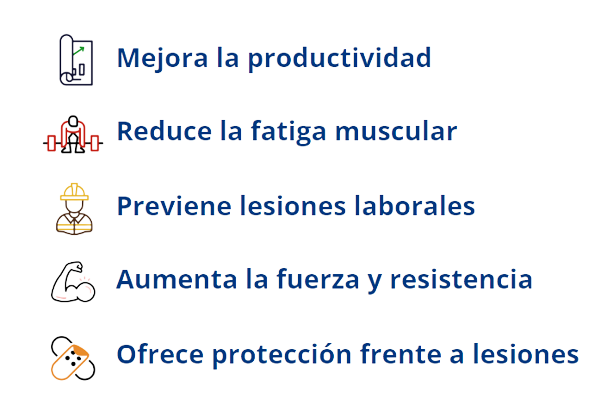 Mejora la productividad
Reduce la fatiga muscular
Previene lesiones laborales
Aumenta la fuerza y resistencia
Ofrece protección frente a lesiones